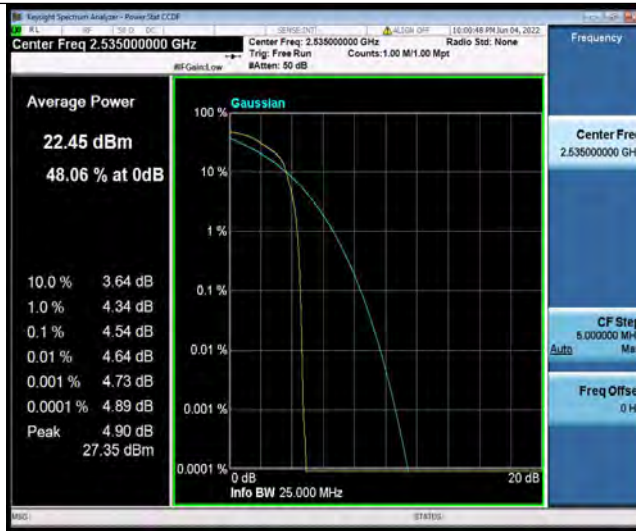 Keysight Spectrum Analyzer - Power Stat CCDF
RL RF 50 Ω DC SENSE:INT ALIGN OFF 10:00:48 PM Jun 04, 2022
Center Freq 2.535000000 GHz
Center Freq: 2.535000000 GHz Radio Std: None
Trig: Free Run Counts:1.00 M/1.00 Mpt
#IFGain:Low #Atten: 50 dB
Frequency
Average Power
22.45 dBm
48.06 % at 0dB
10.0 % 3.64 dB
1.0 % 4.34 dB
0.1 % 4.54 dB
0.01 % 4.64 dB
0.001 % 4.73 dB
0.0001 % 4.89 dB
Peak 4.90 dB
27.35 dBm
Gaussian
100 %
10 %
1 %
0.1 %
0.01 %
0.001 %
0.0001 %
0 dB 20 dB
Info BW 25.000 MHz
Center Fre
2.535000000 GH
CF Step
5.000000 MH
Auto Ma
Freq Offse
0 H
MSG STATUS